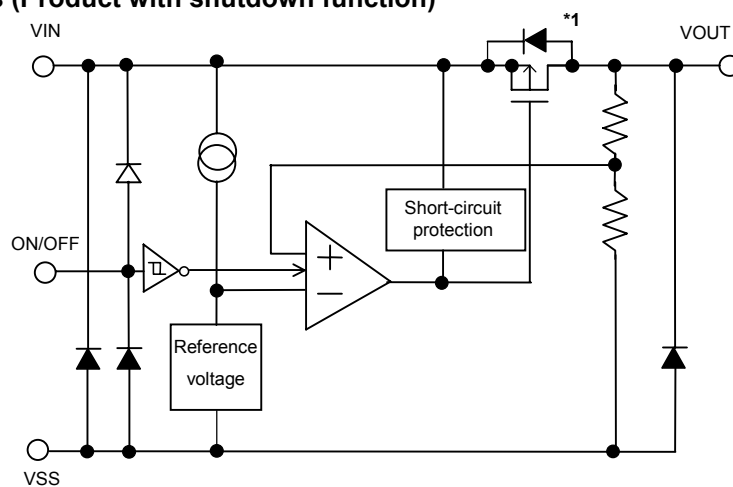 (Product with shutdown function)
*1
VIN
VOUT
Short-circuit
protection
ON/OFF
+
−
Reference
voltage
VSS